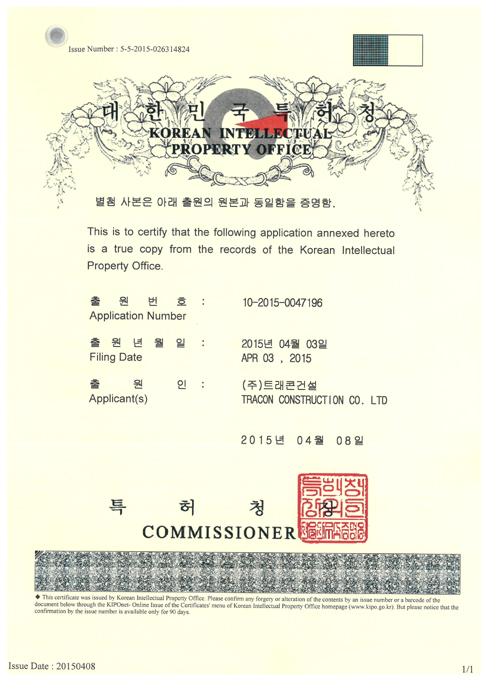 Issue Number : 5-5-2015-026314824
대 한 민 국 특 허 청
KOREAN INTELLECTUAL
PROPERTY OFFICE
별첨 사본은 아래 출원의 원본과 동일함을 증명함.
This is to certify that the following application annexed hereto
is a true copy from the records of the Korean Intellectual
Property Office.
출 원 번 호 : 10-2015-0047196
Application Number
출 원 년 월 일 : 2015년 04월 03일
Filing Date APR 03 , 2015
출 원 인 : (주)트래콘건설
Applicant(s) TRACON CONSTRUCTION CO. LTD
2015년 04월 08일
특 허 청 장
COMMISSIONER
◆ This certificate was issued by Korean Intellectual Property Office. Please confirm any forgery or alteration of the contents by an issue number or a barcode of the
document below through the KIPOnet- Online Issue of the Certificates' menu of Korean Intellectual Property Office homepage (www.kipo.go.kr). But please notice that the
confirmation by the issue number is available only for 90 days.
Issue Date : 20150408
1/1